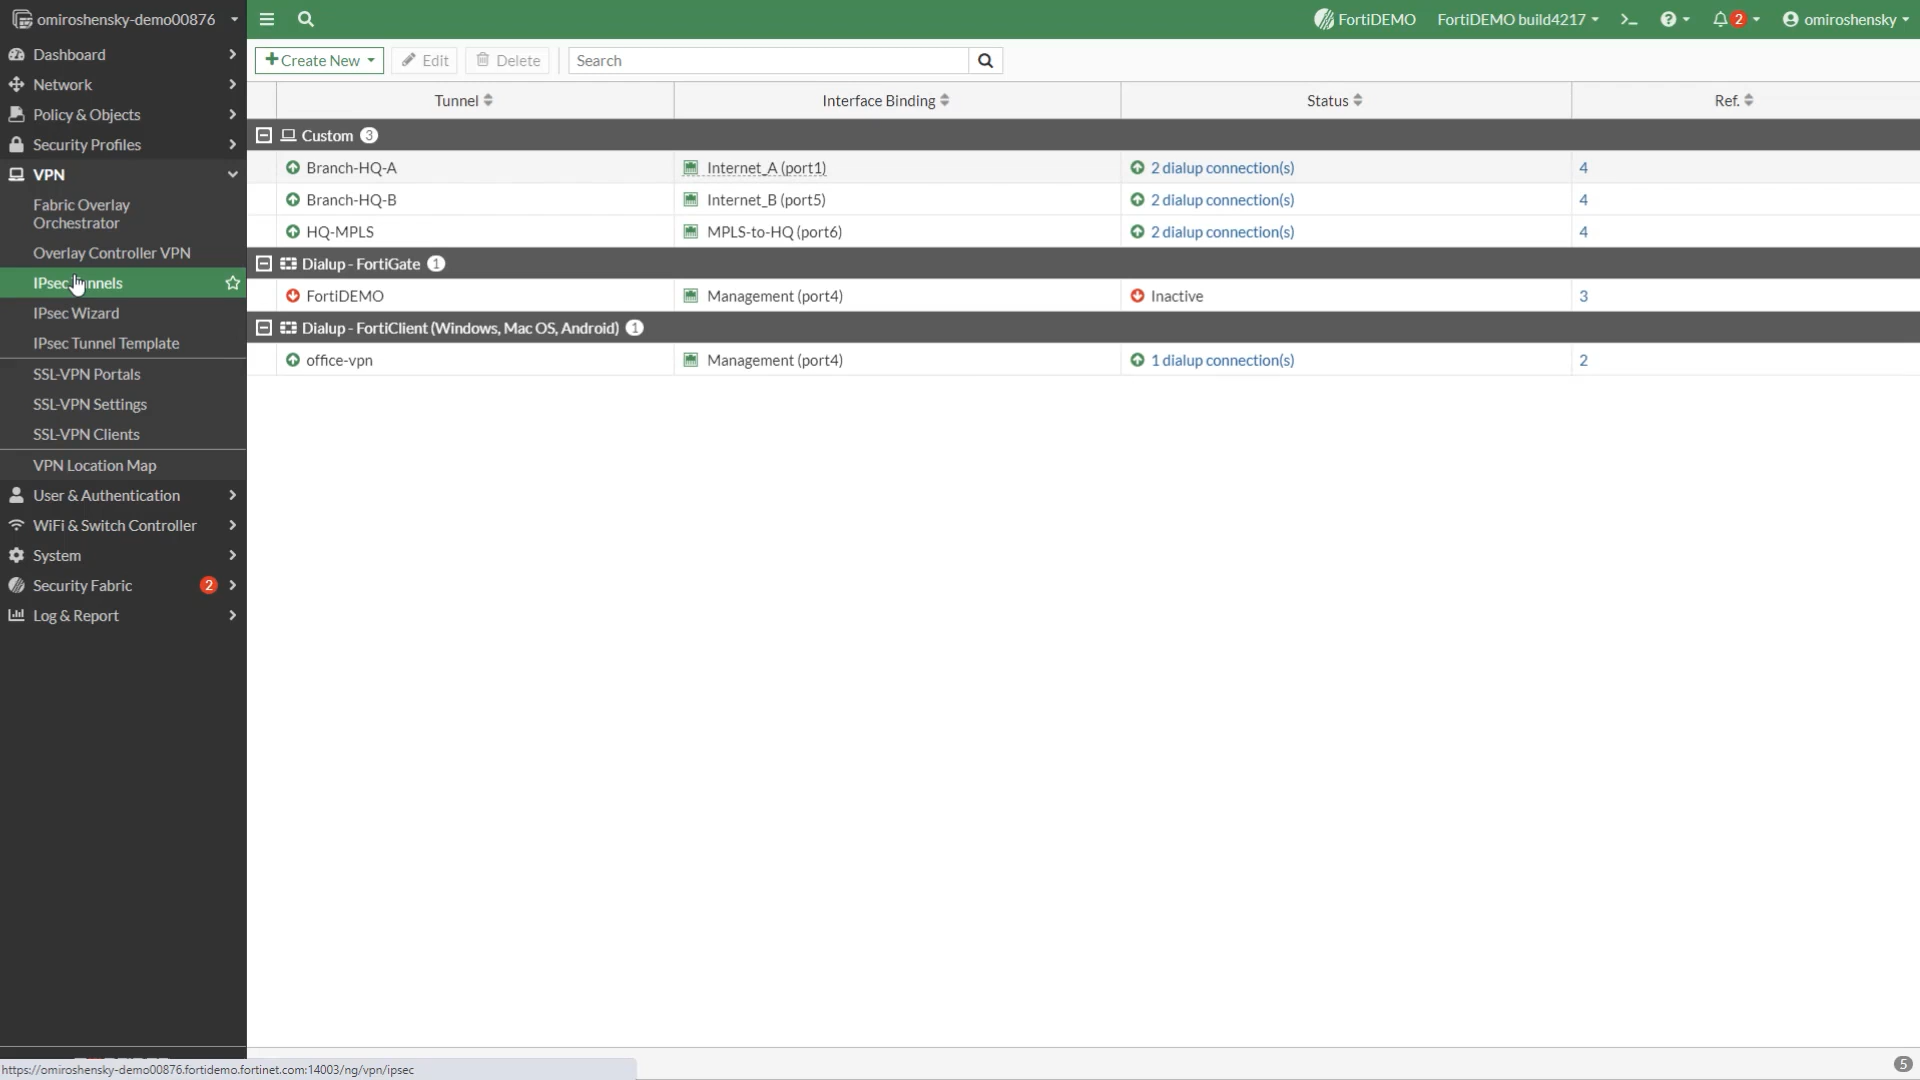 omiroshensky-demo00876
FortiDEMO
FortiDEMO build4217
2
omiroshensky
Dashboard
Network
Policy & Objects
Security Profiles
VPN
Fabric Overlay
Orchestrator
Overlay Controller VPN
IPsec Tunnels
IPsec Wizard
IPsec Tunnel Template
SSL-VPN Portals
SSL-VPN Settings
SSL-VPN Clients
VPN Location Map
User & Authentication
WiFi & Switch Controller
System
Security Fabric 2
Log & Report
Create New
Edit
Delete
Search
Tunnel Interface Binding Status Ref.
Custom 3
Branch-HQ-A Internet_A (port1) 2 dialup connection(s) 4
Branch-HQ-B Internet_B (port5) 2 dialup connection(s) 4
HQ-MPLS MPLS-to-HQ (port6) 2 dialup connection(s) 4
Dialup - FortiGate 1
FortiDEMO Management (port4) Inactive 3
Dialup - FortiClient (Windows, Mac OS, Android) 1
office-vpn Management (port4) 1 dialup connection(s) 2
5
https://omiroshensky-demo00876.fortidemo.fortinet.com:14003/ng/vpn/ipsec